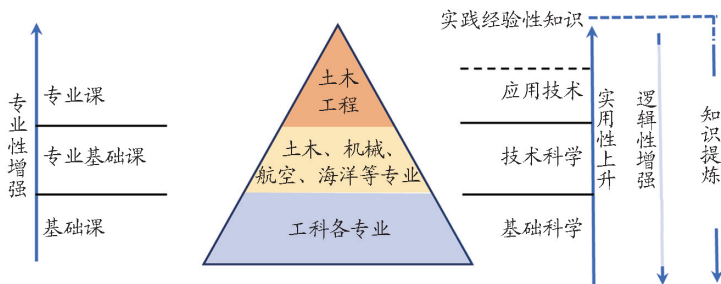 实践经验性知识
专业性增强
专业课
专业基础课
基础课
土木
工程
土木、机械、
航空、海洋等专业
工科各专业
应用技术
技术科学
基础科学
实用性上升
逻辑性增强
知识提炼